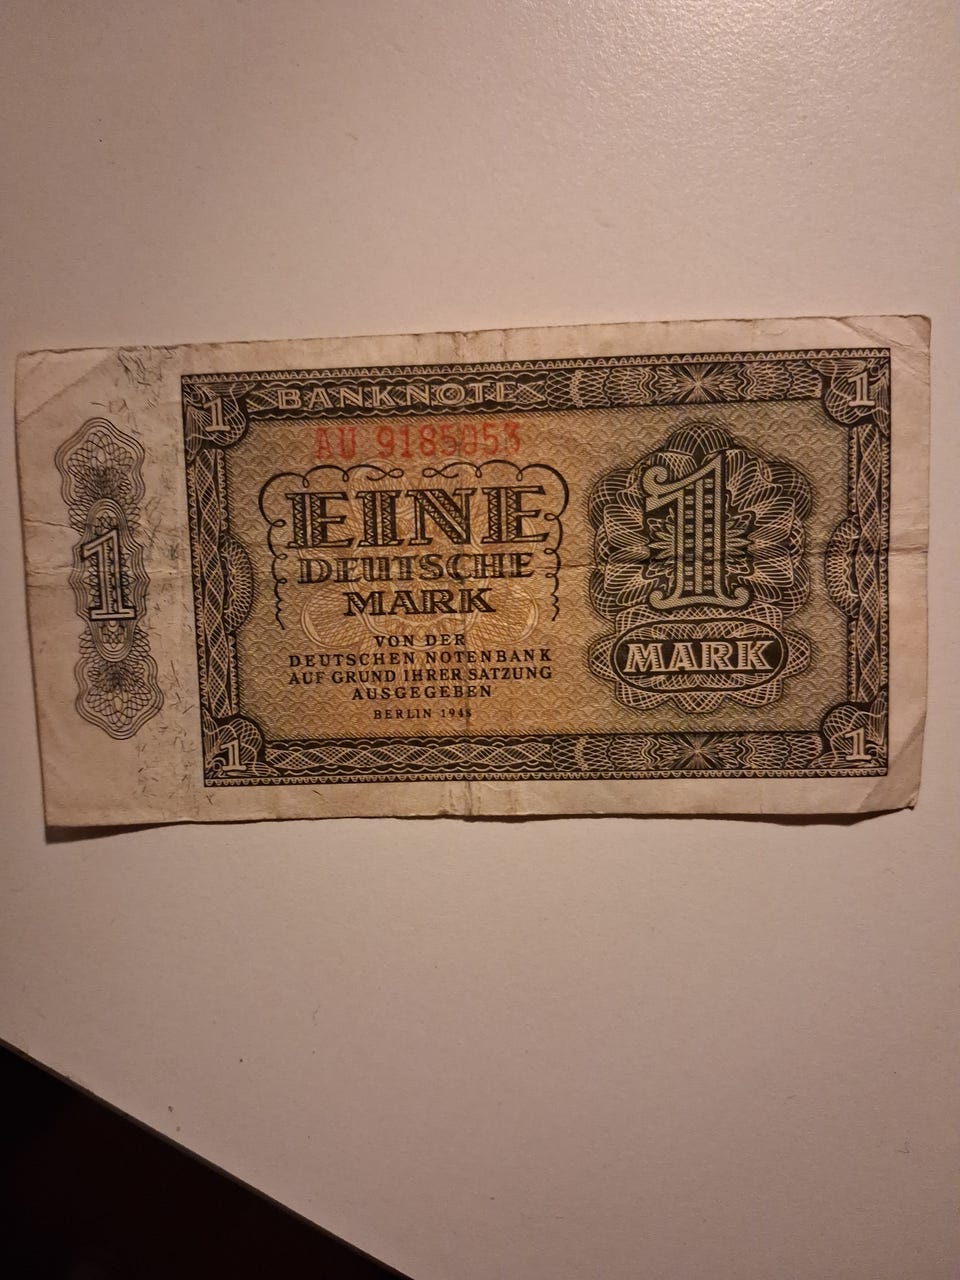 1 BANKNOTE 1
AU 9185053
EINE
DEUTSCHE
MARK
VON DER
DEUTSCHEN NOTENBANK
AUF GRUND IHRER SATZUNG
AUSGEGEBEN
BERLIN 1948
1
1
MARK
1 1